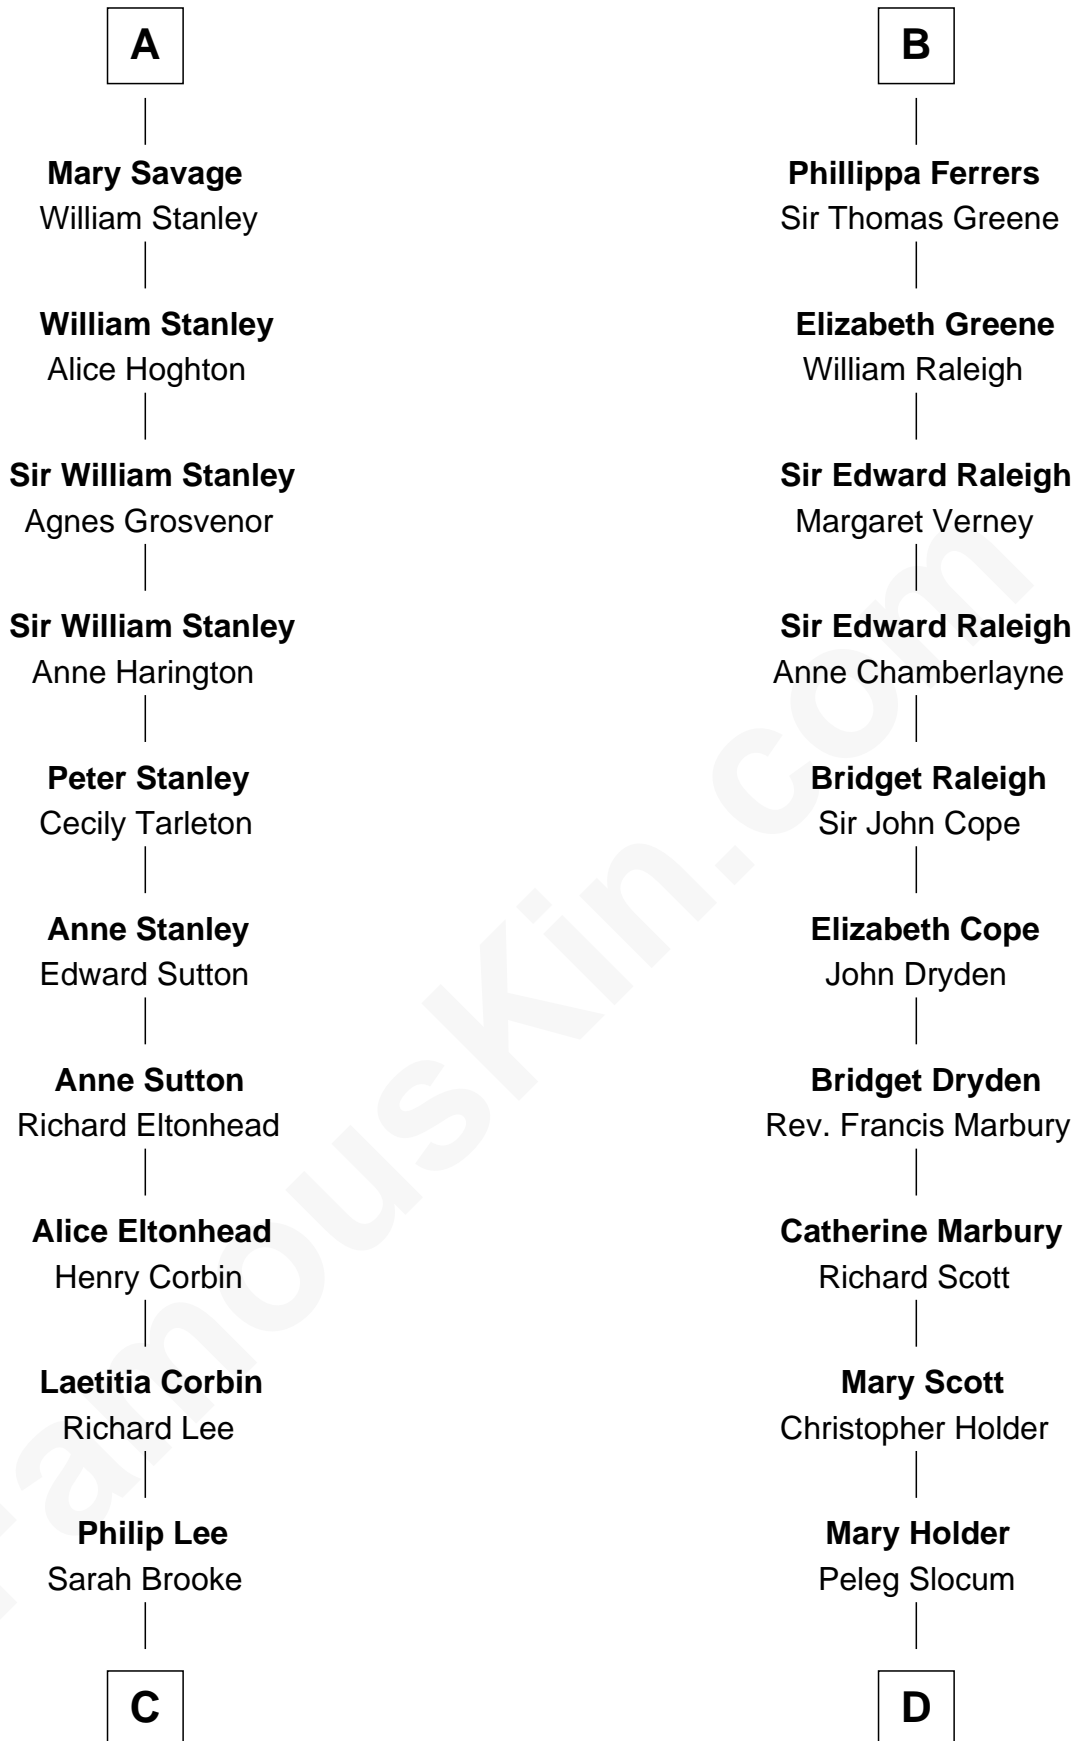 A
Mary Savage
William Stanley
William Stanley
Alice Hoghton
Sir William Stanley
Agnes Grosvenor
Sir William Stanley
Anne Harington
Peter Stanley
Cecily Tarleton
Anne Stanley
Edward Sutton
Anne Sutton
Richard Eltonhead
Alice Eltonhead
Henry Corbin
Laetitia Corbin
Richard Lee
Philip Lee
Sarah Brooke
C
B
Phillippa Ferrers
Sir Thomas Greene
Elizabeth Greene
William Raleigh
Sir Edward Raleigh
Margaret Verney
Sir Edward Raleigh
Anne Chamberlayne
Bridget Raleigh
Sir John Cope
Elizabeth Cope
John Dryden
Bridget Dryden
Rev. Francis Marbury
Catherine Marbury
Richard Scott
Mary Scott
Christopher Holder
Mary Holder
Peleg Slocum
D
FamousKin.com